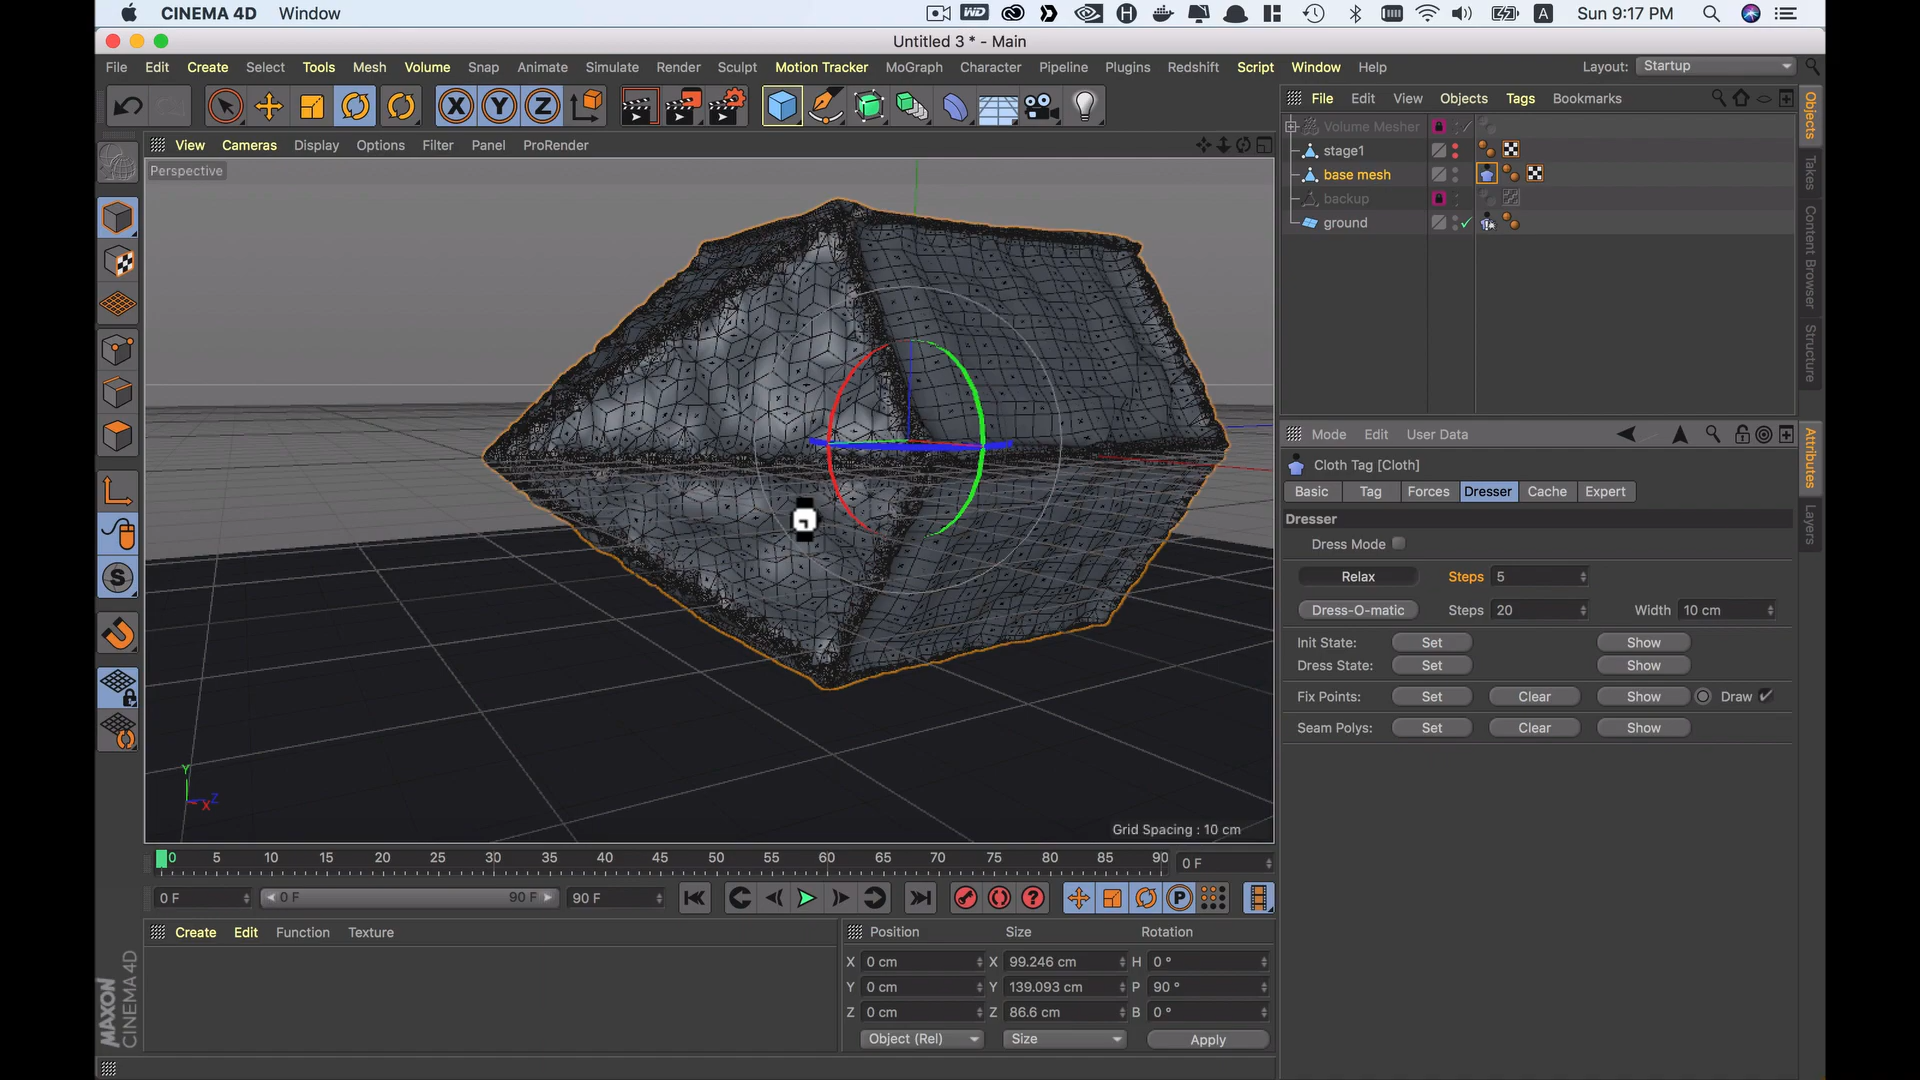 CINEMA 4D Window
WD H A Sun 9:17 PM
Untitled 3 * - Main
File Edit Create Select Tools Mesh Volume Snap Animate Simulate Render Sculpt Motion Tracker MoGraph Character Pipeline Plugins Redshift Script Window Help Layout: Startup
X Y Z
File Edit View Objects Tags Bookmarks
View Cameras Display Options Filter Panel ProRender
Perspective
Volume Mesher
stage1
base mesh
backup
ground
Objects
Takes
Content Browser
Structure
S
Mode Edit User Data
Cloth Tag [Cloth]
Basic Tag Forces Dresser Cache Expert
Dresser
Dress Mode
Relax Steps 5
Dress-O-matic Steps 20 Width 10 cm
Init State: Set Show
Dress State: Set Show
Fix Points: Set Clear Show Draw
Seam Polys: Set Clear Show
Attributes
Layers
Y
Z
X
Grid Spacing : 10 cm
0 5 10 15 20 25 30 35 40 45 50 55 60 65 70 75 80 85 90 0 F
0 F 0 F 90 F 90 F ? P
Create Edit Function Texture
Position Size Rotation
X 0 cm X 99.246 cm H 0 °
Y 0 cm Y 139.093 cm P 90 °
Z 0 cm Z 86.6 cm B 0 °
Object (Rel) Size Apply
MAXON
CINEMA 4D